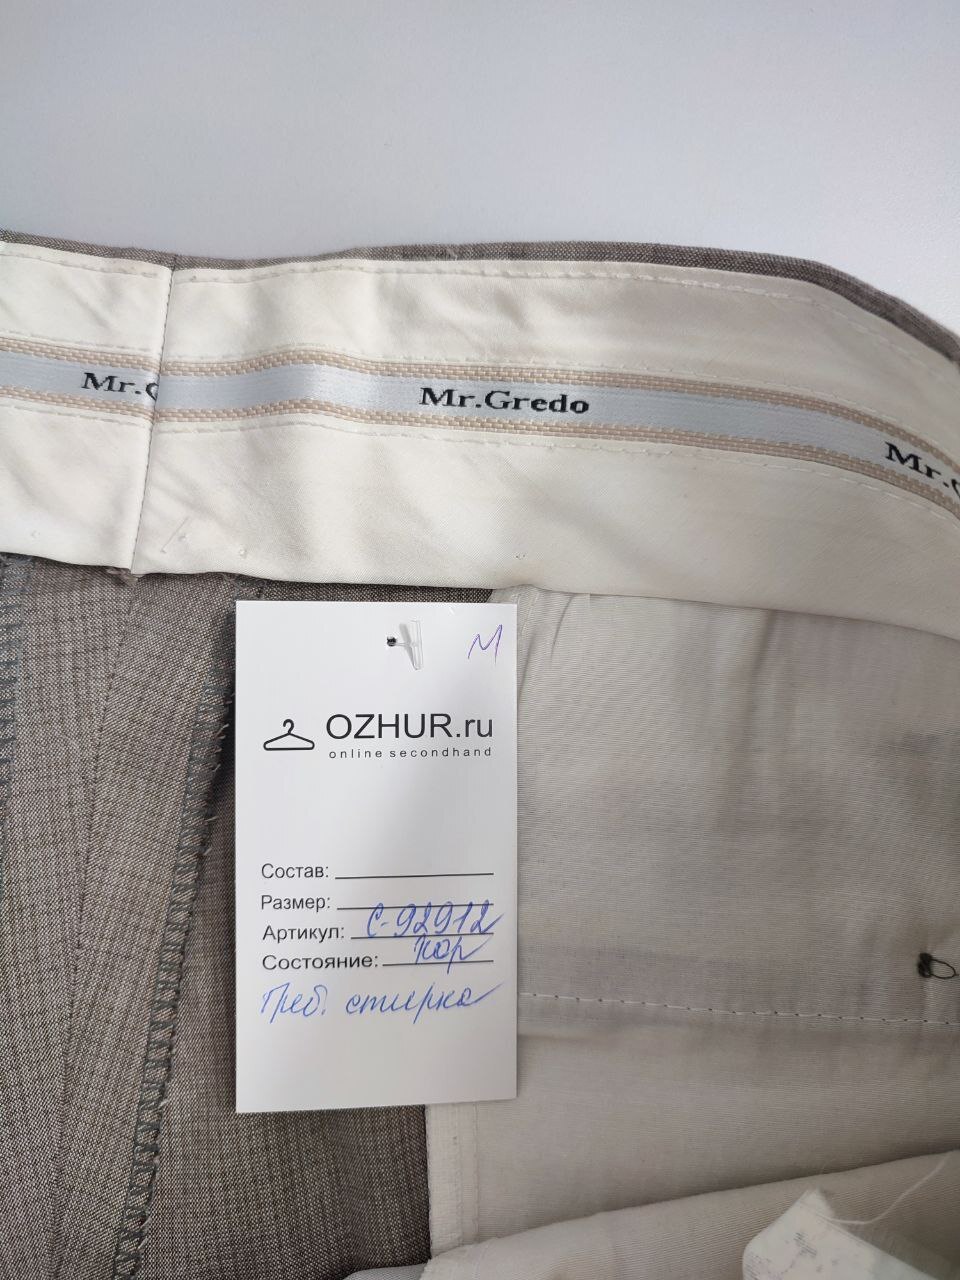 Mr.G
Mr.Gredo
Mr.G
М
OZHUR.ru
online secondhand
Состав:
Размер:
Артикул: С-92912
Состояние: хор
Треб. стирка